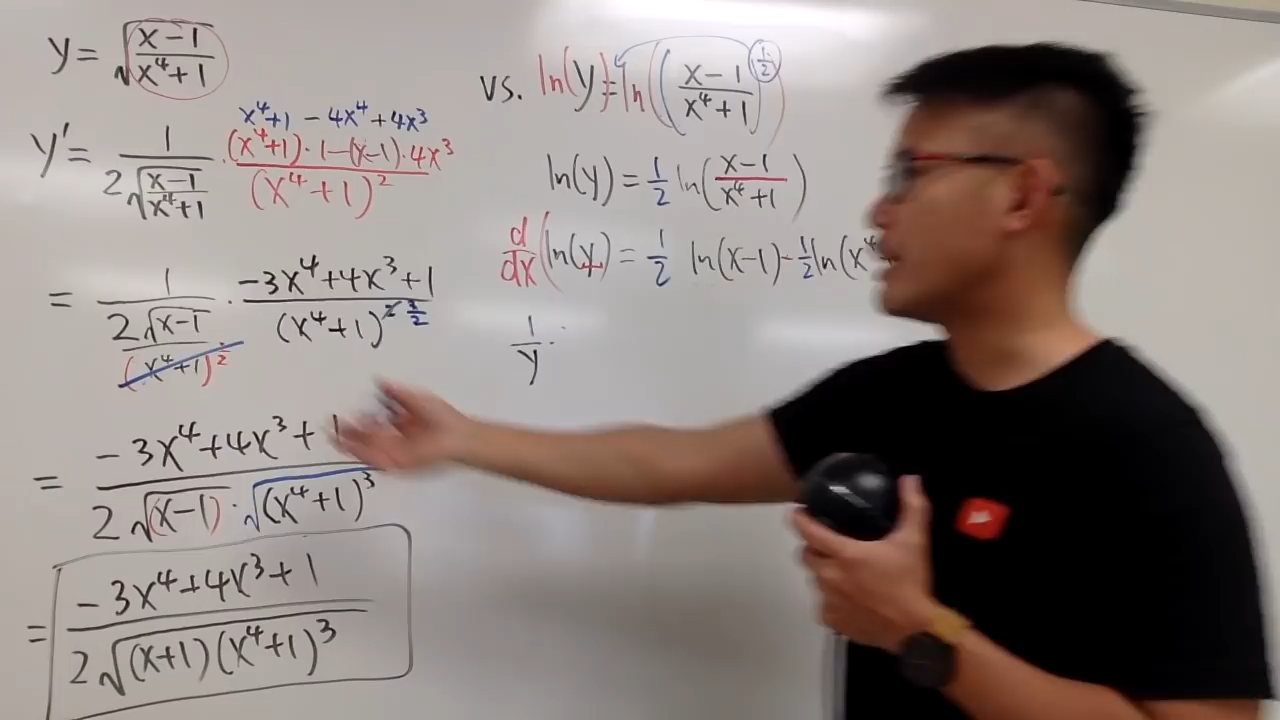 y = √((x-1)/(x⁴+1))
y' = 1/(2√((x-1)/(x⁴+1))) · ((x⁴+1)·1-(x-1)·4x³)/(x⁴+1)²
x⁴+1 - 4x⁴ + 4x³
= 1/(2√(x-1)/(x⁴+1)^(1/2)) · (-3x⁴+4x³+1)/(x⁴+1)^(2 3/2)
= (-3x⁴+4x³+1)/(2√(x-1) · √(x⁴+1)³)
= (-3x⁴+4x³+1)/(2√((x+1)(x⁴+1)³))
vs. ln(y) = ln(((x-1)/(x⁴+1))^(1/2))
ln(y) = 1/2 ln((x-1)/(x⁴+1))
d/dx (ln(y) = 1/2 ln(x-1) - 1/2 ln(x⁴
1/y ·